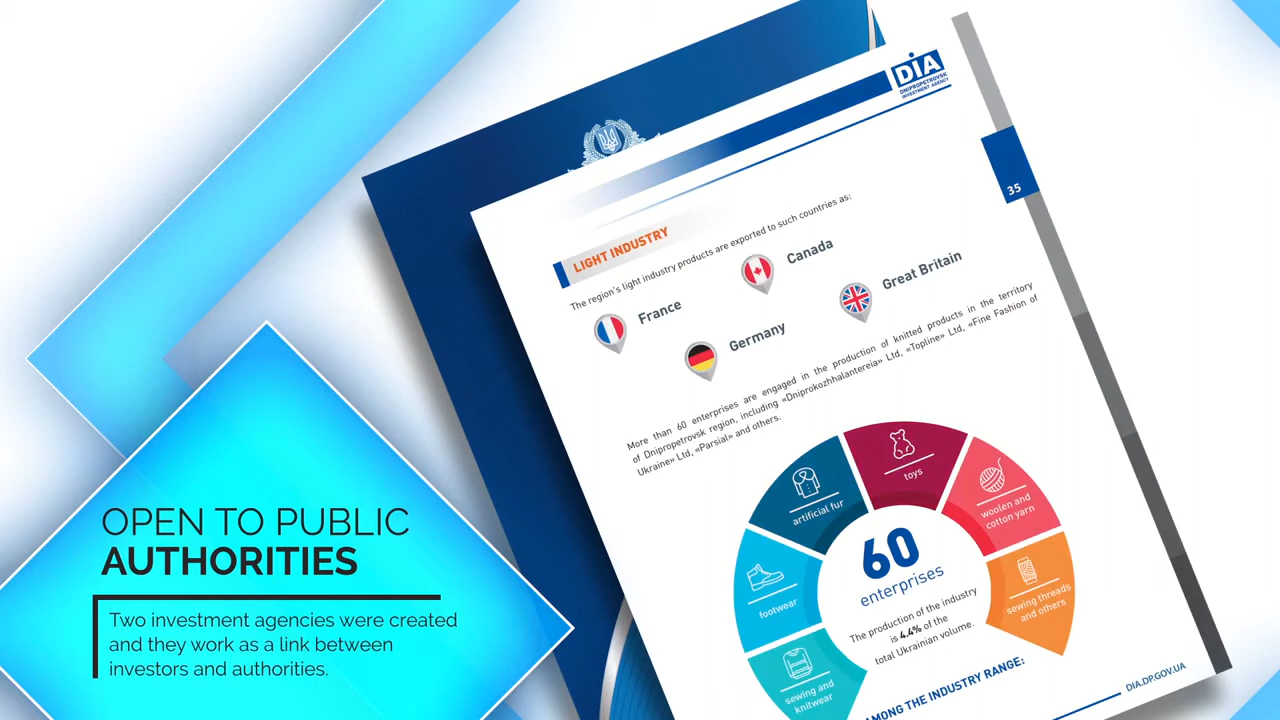 DIA
DNIPROPETROVSK
INVESTMENT AGENCY
35
LIGHT INDUSTRY
The region's light industry products are exported to such countries as:
France
Canada
Germany
Great Britain
More than 60 enterprises are engaged in the production of knitted products in the territory
of Dnipropetrovsk region, including «Dniprokozhhalantereia» Ltd, «Topline» Ltd, «Fine Fashion of
Ukraine» Ltd, «Parsial» and others.
artificial fur
toys
woolen and
cotton yarn
footwear
sewing threads
and others
sewing and
knitwear
60
enterprises
The production of the industry
is 4.4% of the
total Ukrainian volume.
AMONG THE INDUSTRY RANGE:
DIA.DP.GOV.UA
OPEN TO PUBLIC
AUTHORITIES
Two investment agencies were created
and they work as a link between
investors and authorities.